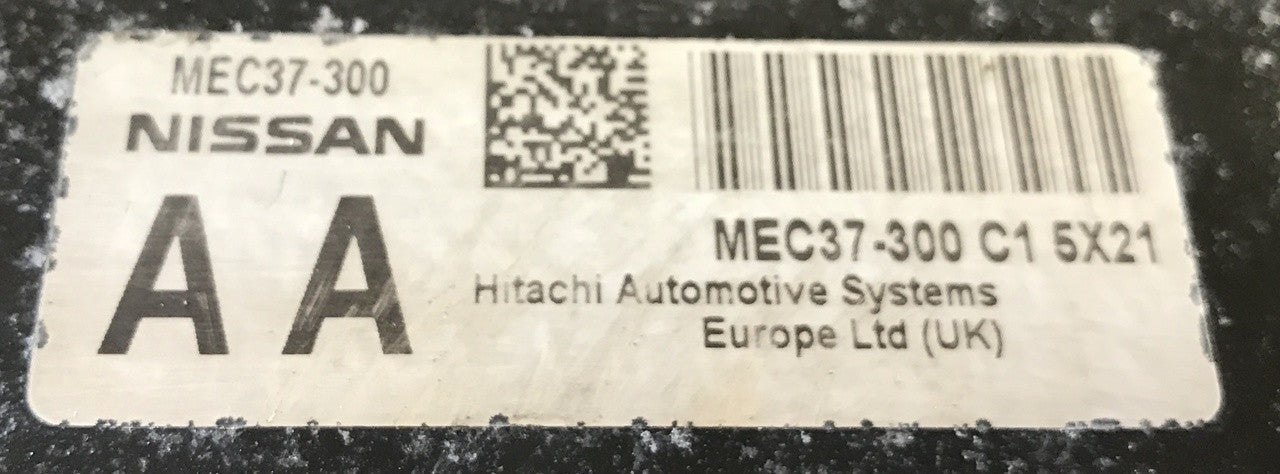 MEC37-300
NISSAN
AA
MEC37-300 C1 5X21
Hitachi Automotive Systems
Europe Ltd (UK)